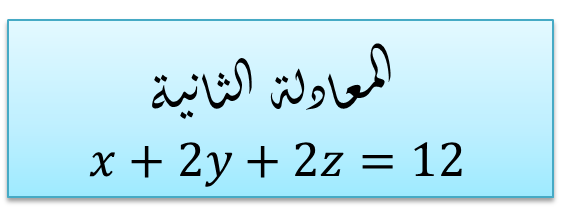 المعادلة الثانية
x + 2y + 2z = 12